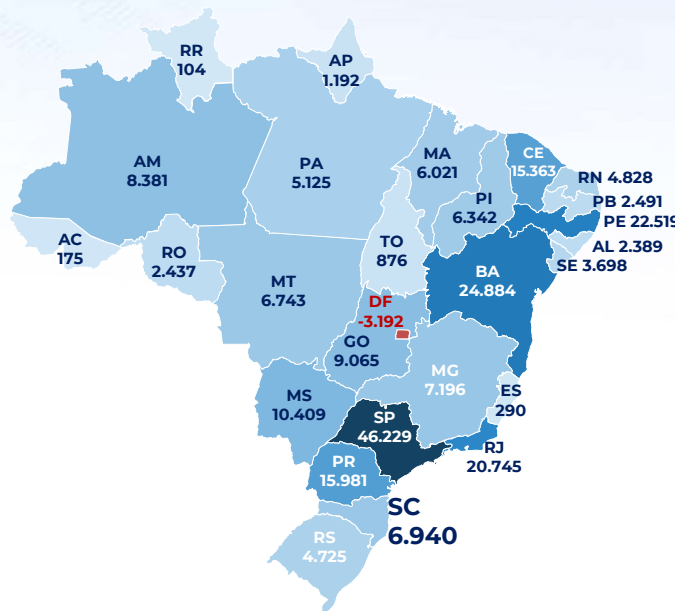 RR
104
AP
1.192
AM
8.381
PA
5.125
MA
6.021
CE
15.363
RN 4.828
PI
6.342
PB 2.491
PE 22.519
AC
175
RO
2.437
TO
876
AL 2.389
SE 3.698
MT
6.743
BA
24.884
DF
-3.192
GO
9.065
MG
7.196
ES
290
MS
10.409
SP
46.229
RJ
20.745
PR
15.981
SC
6.940
RS
4.725